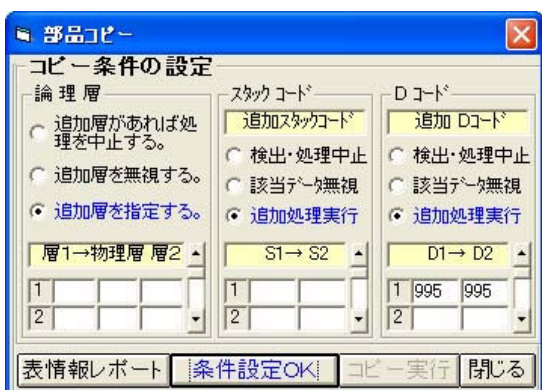 部品コピー
コピー条件の設定
論理層
追加層があれば処
理を中止する。
追加層を無視する。
追加層を指定する。
層1→物理層 層2
1
2
スタックコード
追加スタックコード
検出・処理中止
該当データ無視
追加処理実行
S1→ S2
1
2
Dコード
追加 Dコード
検出・処理中止
該当データ無視
追加処理実行
D1→ D2
1 995 995
2
表情報レポート 条件設定OK コピー実行 閉じる